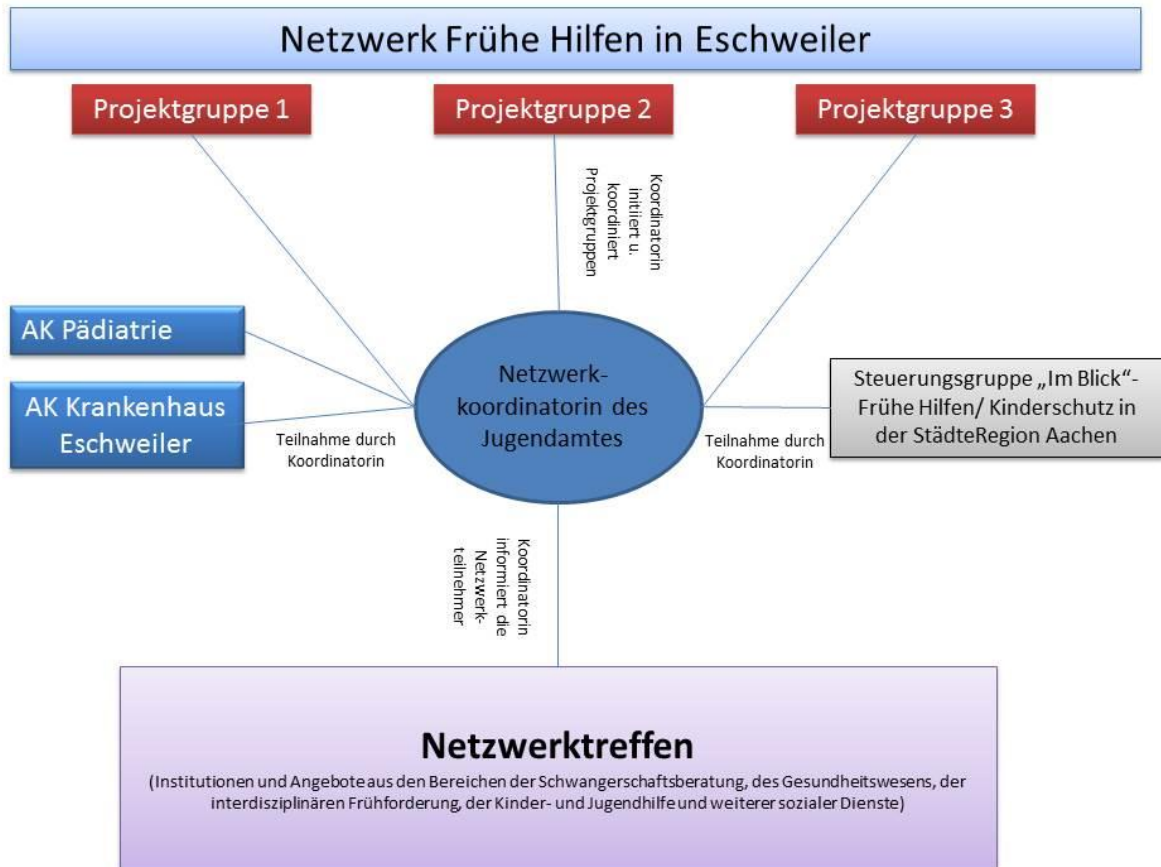 Netzwerk Frühe Hilfen in Eschweiler
Projektgruppe 1
Projektgruppe 2
Projektgruppe 3
Koordinatorin
initiiert u.
koordiniert
Projektgruppen
AK Pädiatrie
AK Krankenhaus
Eschweiler
Teilnahme durch
Koordinatorin
Netzwerk-
koordinatorin des
Jugendamtes
Teilnahme durch
Koordinatorin
Steuerungsgruppe „Im Blick“-
Frühe Hilfen/ Kinderschutz in
der StädteRegion Aachen
Koordinatorin
informiert die
Netzwerk-
teilnehmer
Netzwerktreffen
(Institutionen und Angebote aus den Bereichen der Schwangerschaftsberatung, des Gesundheitswesens, der
interdisziplinären Frühforderung, der Kinder- und Jugendhilfe und weiterer sozialer Dienste)